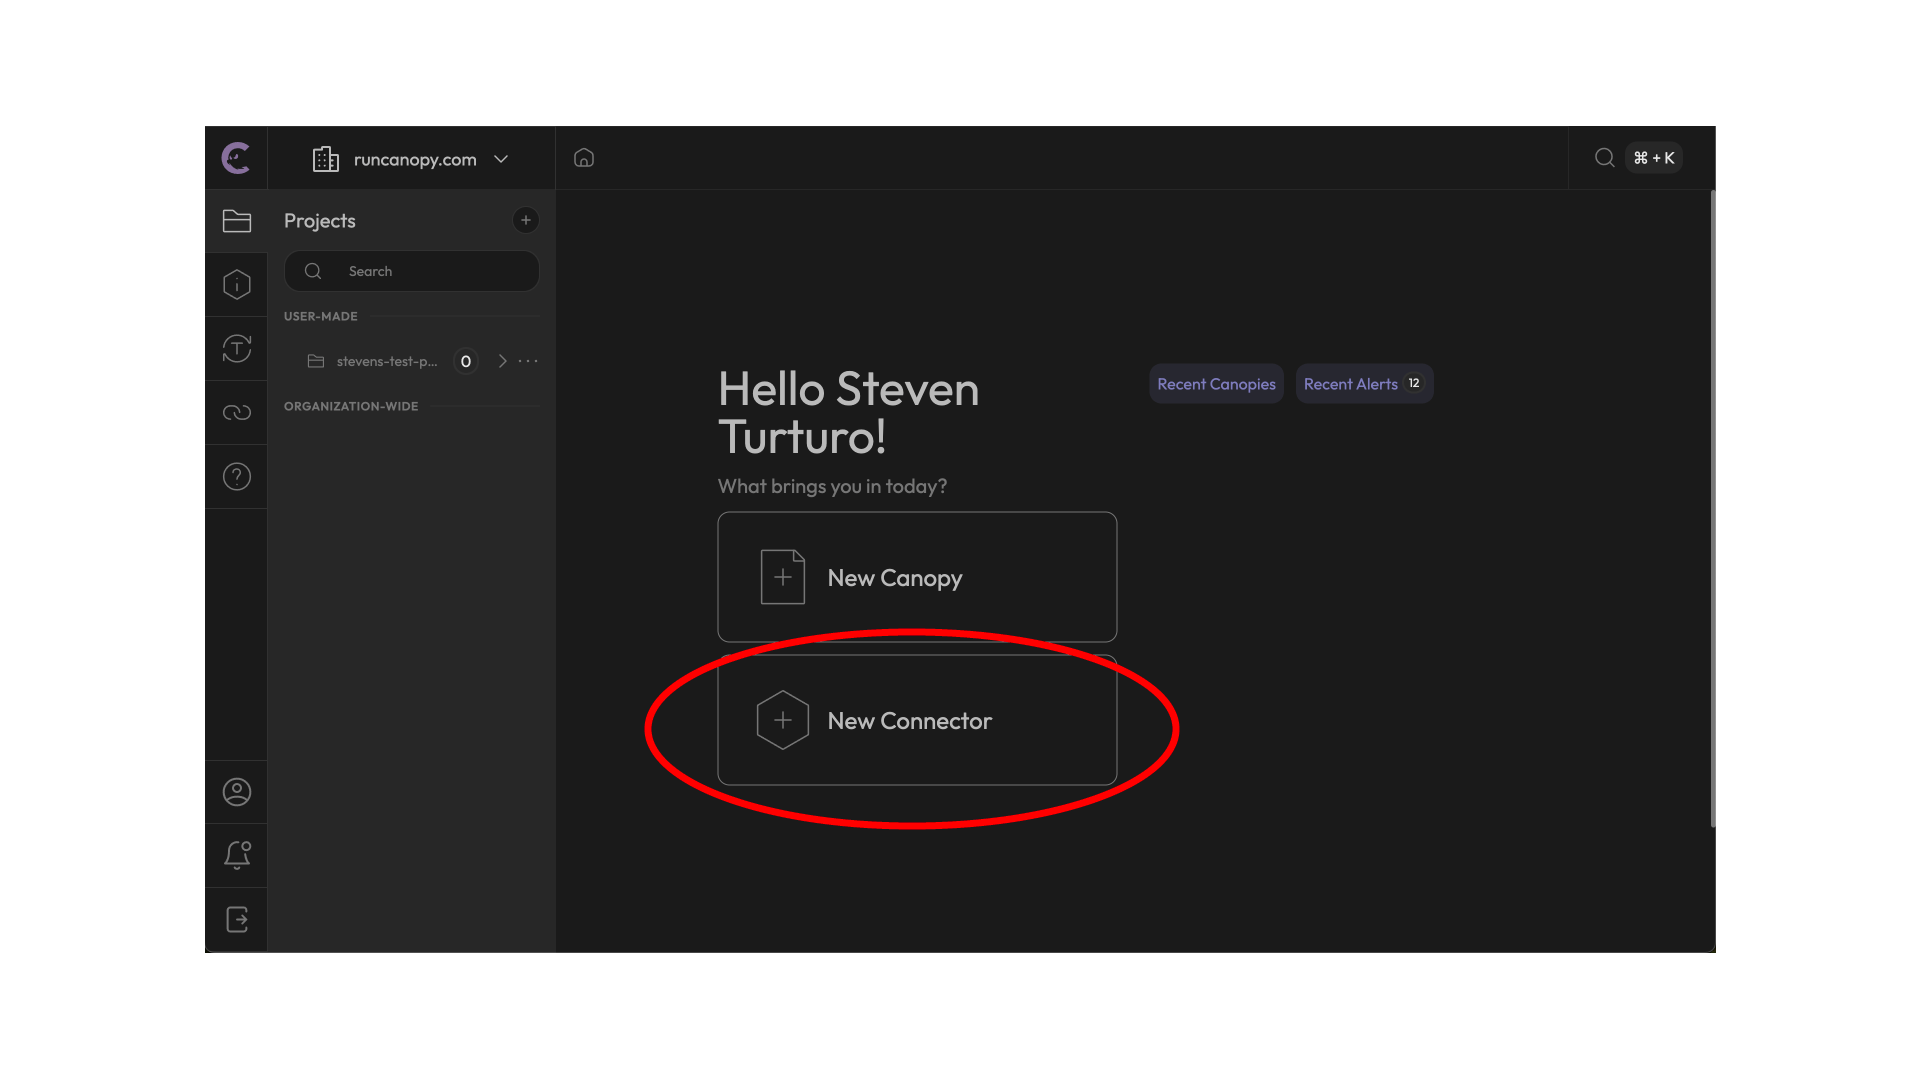 runcanopy.com
⌘ + K
Projects
Search
USER-MADE
stevens-test-p...
0
ORGANIZATION-WIDE
Hello Steven
Turturo!
What brings you in today?
New Canopy
New Connector
Recent Canopies
Recent Alerts 12